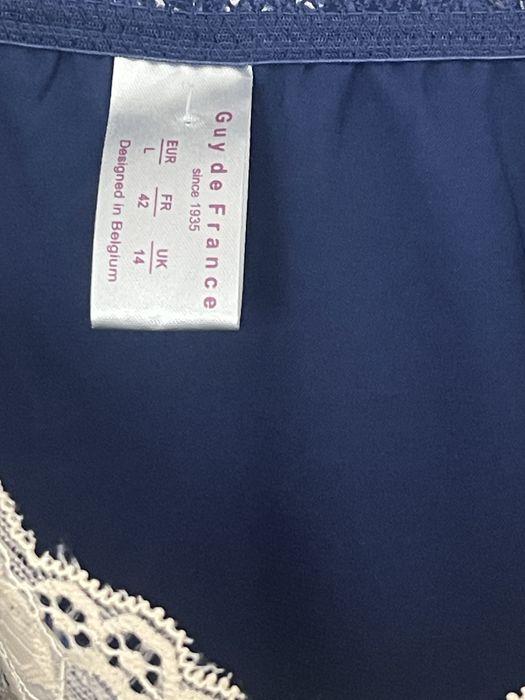 Guy de France
since 1935
EUR FR UK
L 42 14
Designed in Belgium